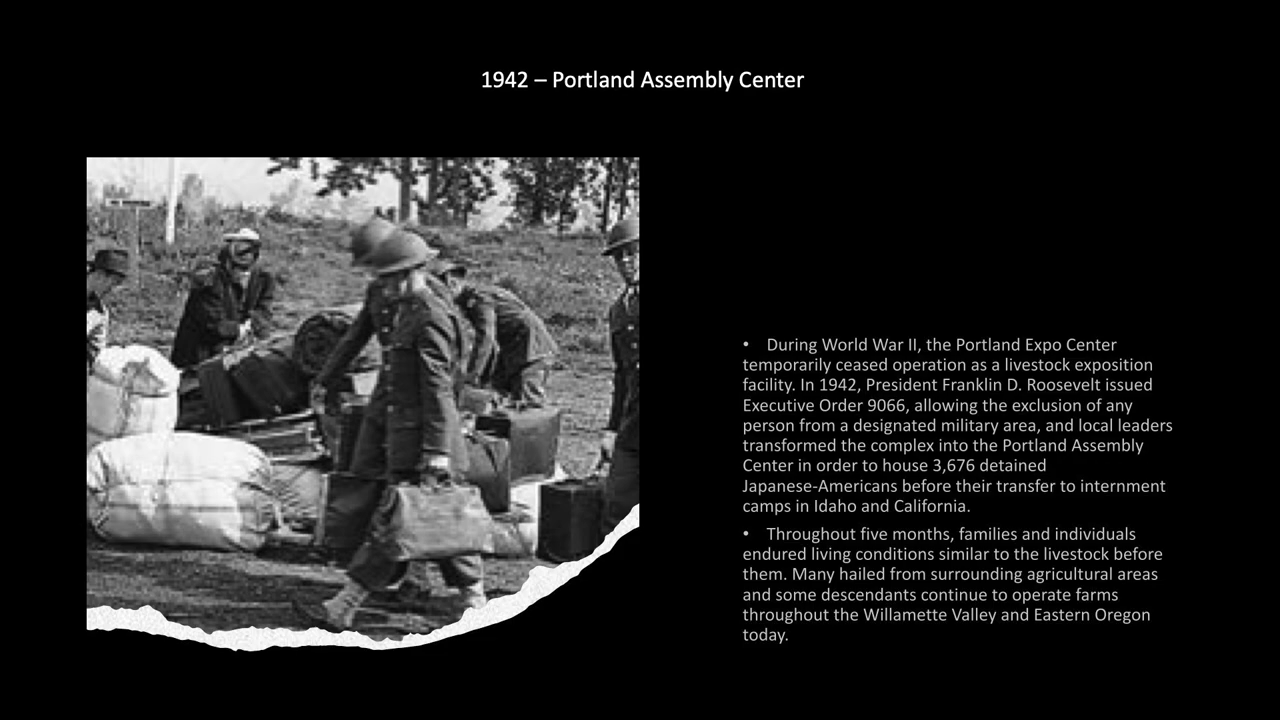 1942 – Portland Assembly Center
• During World War II, the Portland Expo Center
temporarily ceased operation as a livestock exposition
facility. In 1942, President Franklin D. Roosevelt issued
Executive Order 9066, allowing the exclusion of any
person from a designated military area, and local leaders
transformed the complex into the Portland Assembly
Center in order to house 3,676 detained
Japanese-Americans before their transfer to internment
camps in Idaho and California.
• Throughout five months, families and individuals
endured living conditions similar to the livestock before
them. Many hailed from surrounding agricultural areas
and some descendants continue to operate farms
throughout the Willamette Valley and Eastern Oregon
today.